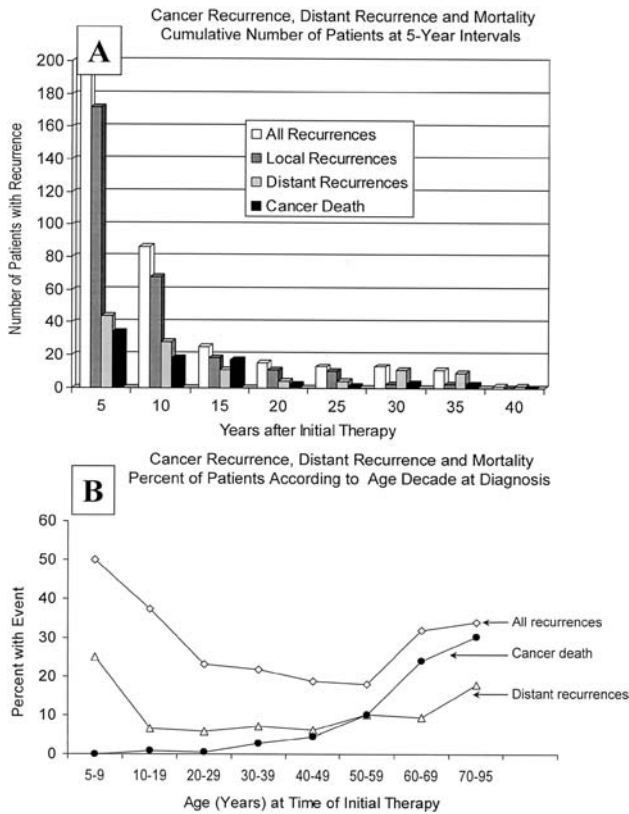 Cancer Recurrence, Distant Recurrence and Mortality
Cumulative Number of Patients at 5-Year Intervals
A
200
180
160
140
120
100
80
60
40
20
0
Number of Patients with Recurrence
All Recurrences
Local Recurrences
Distant Recurrences
Cancer Death
5 10 15 20 25 30 35 40
Years after Initial Therapy
Cancer Recurrence, Distant Recurrence and Mortality
Percent of Patients According to Age Decade at Diagnosis
B
60
50
40
30
20
10
0
Percent with Event
All recurrences
Cancer death
Distant recurrences
5-9 10-19 20-29 30-39 40-49 50-59 60-69 70-95
Age (Years) at Time of Initial Therapy